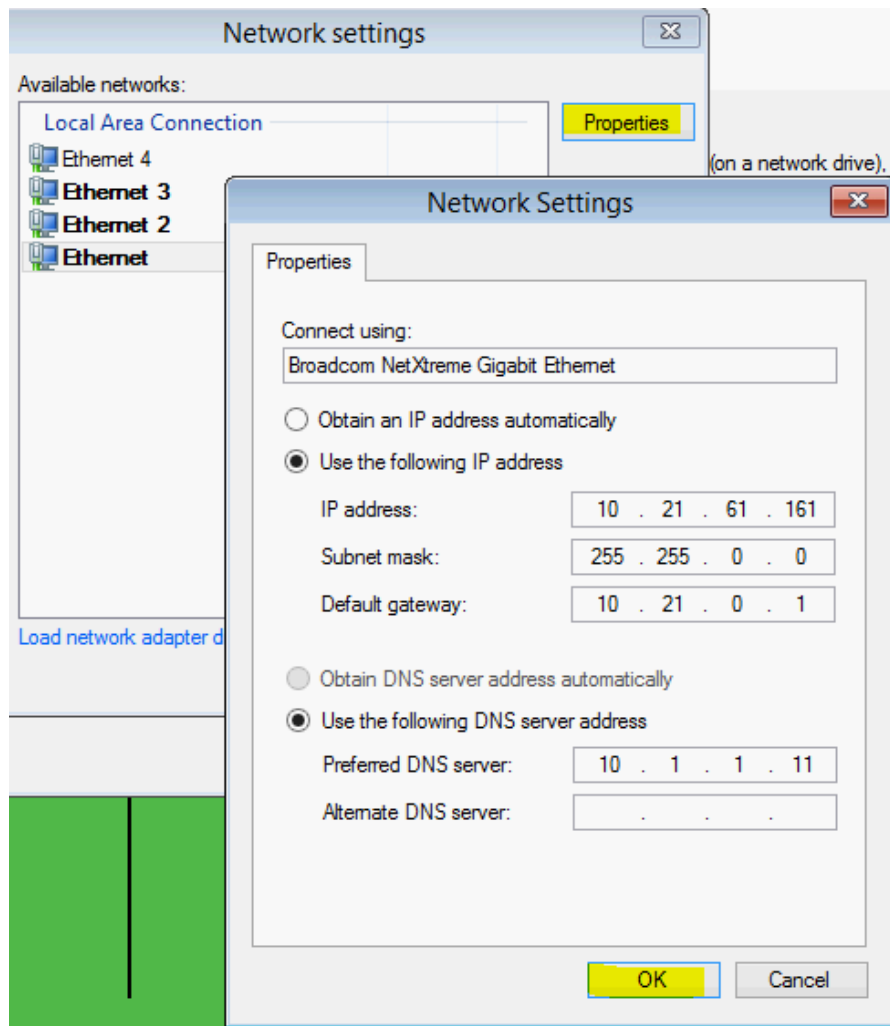 Network settings
Available networks:
Local Area Connection
Properties
Ethernet 4
(on a network drive),
Ethernet 3
Ethernet 2
Ethernet
Load network adapter d
Network Settings
Properties
Connect using:
Broadcom NetXtreme Gigabit Ethernet
Obtain an IP address automatically
Use the following IP address
IP address: 10 . 21 . 61 . 161
Subnet mask: 255 . 255 . 0 . 0
Default gateway: 10 . 21 . 0 . 1
Obtain DNS server address automatically
Use the following DNS server address
Preferred DNS server: 10 . 1 . 1 . 11
Alternate DNS server: . . .
OK Cancel